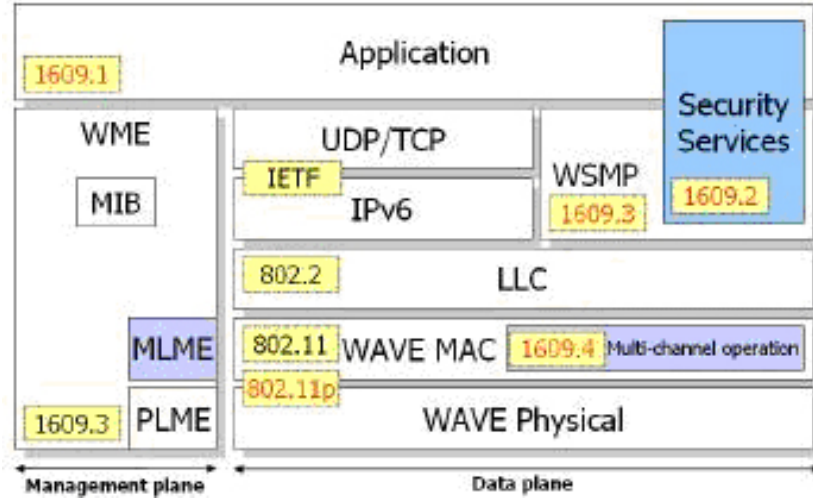 Application
1609.1
Security
Services
1609.2
WME
MIB
MLME
PLME
1609.3
UDP/TCP
IETF
IPv6
WSMP
1609.3
802.2
LLC
802.11
WAVE MAC
1609.4
Multi-channel operation
802.11p
WAVE Physical
Management plane
Data plane